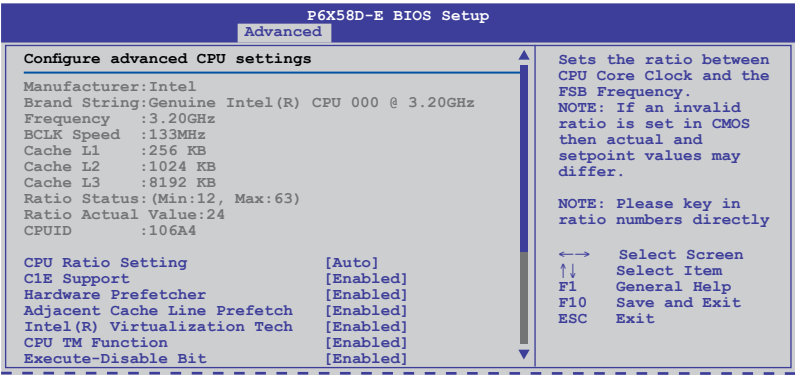 P6X58D-E BIOS Setup
Advanced
Configure advanced CPU settings
Manufacturer:Intel
Brand String:Genuine Intel(R) CPU 000 @ 3.20GHz
Frequency :3.20GHz
BCLK Speed :133MHz
Cache L1 :256 KB
Cache L2 :1024 KB
Cache L3 :8192 KB
Ratio Status:(Min:12, Max:63)
Ratio Actual Value:24
CPUID :106A4
CPU Ratio Setting [Auto]
C1E Support [Enabled]
Hardware Prefetcher [Enabled]
Adjacent Cache Line Prefetch [Enabled]
Intel(R) Virtualization Tech [Enabled]
CPU TM Function [Enabled]
Execute-Disable Bit [Enabled]
Sets the ratio between
CPU Core Clock and the
FSB Frequency.
NOTE: If an invalid
ratio is set in CMOS
then actual and
setpoint values may
differ.
NOTE: Please key in
ratio numbers directly
←→ Select Screen
↑↓ Select Item
F1 General Help
F10 Save and Exit
ESC Exit